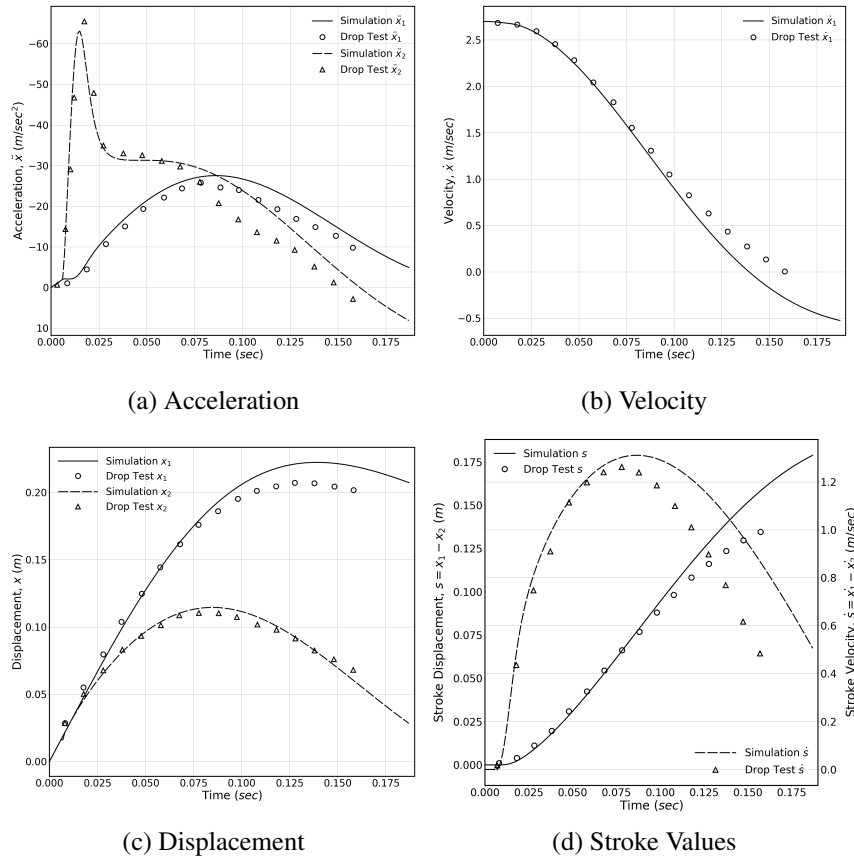 Simulation ẍ₁
Drop Test ẍ₁
Simulation ẍ₂
Drop Test ẍ₂
Acceleration, ẍ (m/sec²)
−60
−50
−40
−30
−20
−10
0
10
0.000 0.025 0.050 0.075 0.100 0.125 0.150 0.175
Time (sec)
(a) Acceleration
Simulation ẋ₁
Drop Test ẋ₁
Velocity, ẋ (m/sec)
2.5
2.0
1.5
1.0
0.5
0.0
−0.5
0.000 0.025 0.050 0.075 0.100 0.125 0.150 0.175
Time (sec)
(b) Velocity
Simulation x₁
Drop Test x₁
Simulation x₂
Drop Test x₂
Displacement, x (m)
0.20
0.15
0.10
0.05
0.00
0.000 0.025 0.050 0.075 0.100 0.125 0.150 0.175
Time (sec)
(c) Displacement
Simulation s
Drop Test s
Stroke Displacement, s = x₁ − x₂ (m)
0.175
0.150
0.125
0.100
0.075
0.050
0.025
0.000
1.2
1.0
0.8
0.6
0.4
0.2
0.0
Stroke Velocity, ṡ = ẋ₁ − ẋ₂ (m/sec)
Simulation ṡ
Drop Test ṡ
0.000 0.025 0.050 0.075 0.100 0.125 0.150 0.175
Time (sec)
(d) Stroke Values